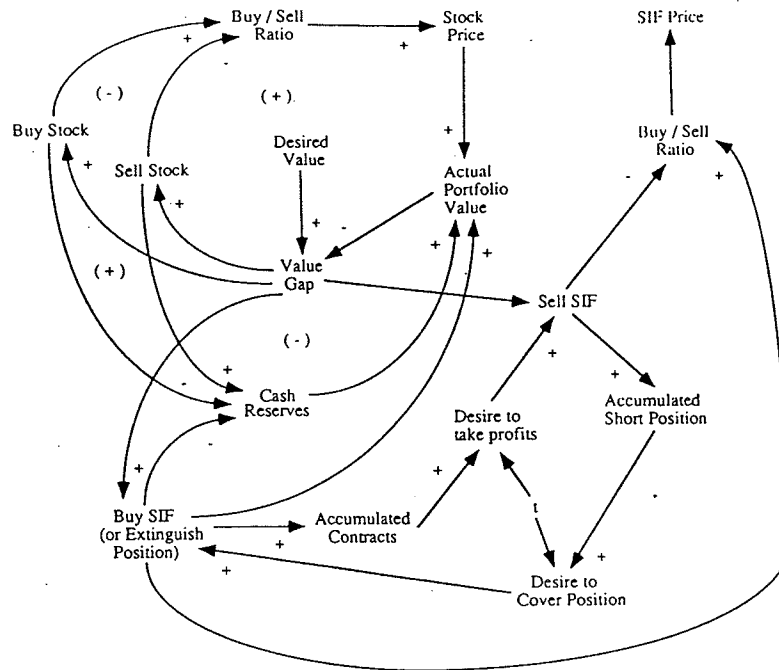 Buy / Sell
Ratio
+
-
+
Stock
Price
SIF Price
( - )
( + )
Buy Stock
+
Sell Stock
+
Desired
Value
+
-
+
Actual
Portfolio
Value
+
+
Buy / Sell
Ratio
-
+
( + )
Value
Gap
Sell SIF
( - )
+
-
Cash
Reserves
-
+
+
Accumulated
Short Position
Desire to
take profits
+
+
Buy SIF
(or Extinguish
Position)
+
+
Accumulated
Contracts
t
+
Desire to
Cover Position